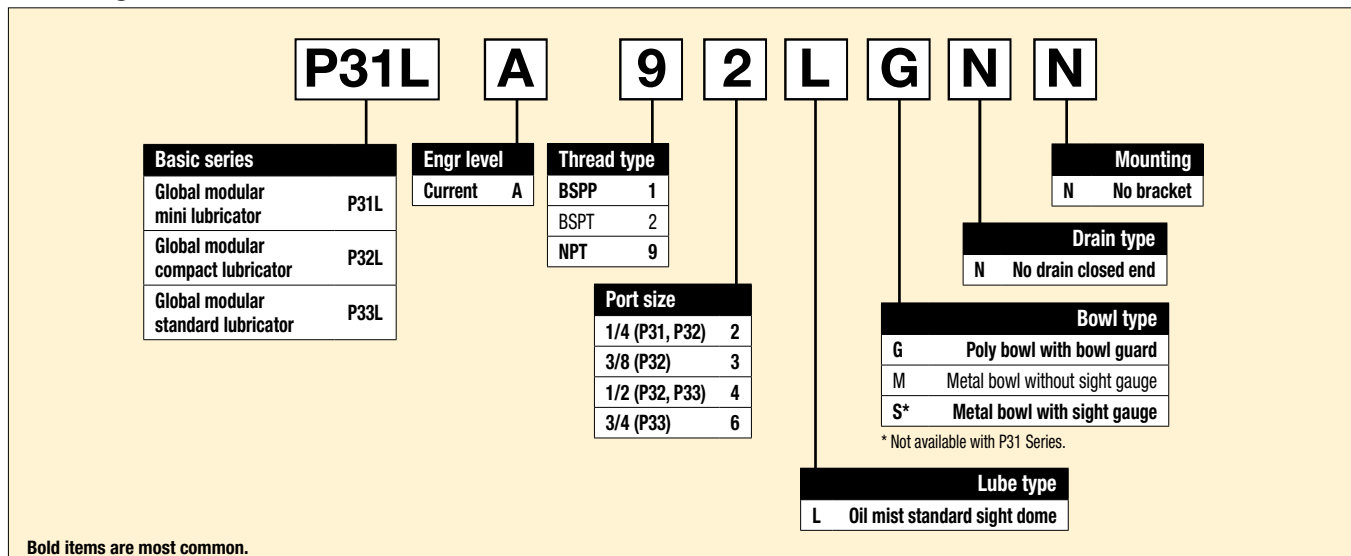 P31L A 9 2 L G N N
Basic series
Global modular
mini lubricator P31L
Global modular
compact lubricator P32L
Global modular
standard lubricator P33L
Engr level
Current A
Thread type
BSPP 1
BSPT 2
NPT 9
Port size
1/4 (P31, P32) 2
3/8 (P32) 3
1/2 (P32, P33) 4
3/4 (P33) 6
Mounting
N No bracket
Drain type
N No drain closed end
Bowl type
G Poly bowl with bowl guard
M Metal bowl without sight gauge
S* Metal bowl with sight gauge
* Not available with P31 Series.
Lube type
L Oil mist standard sight dome
Bold items are most common.